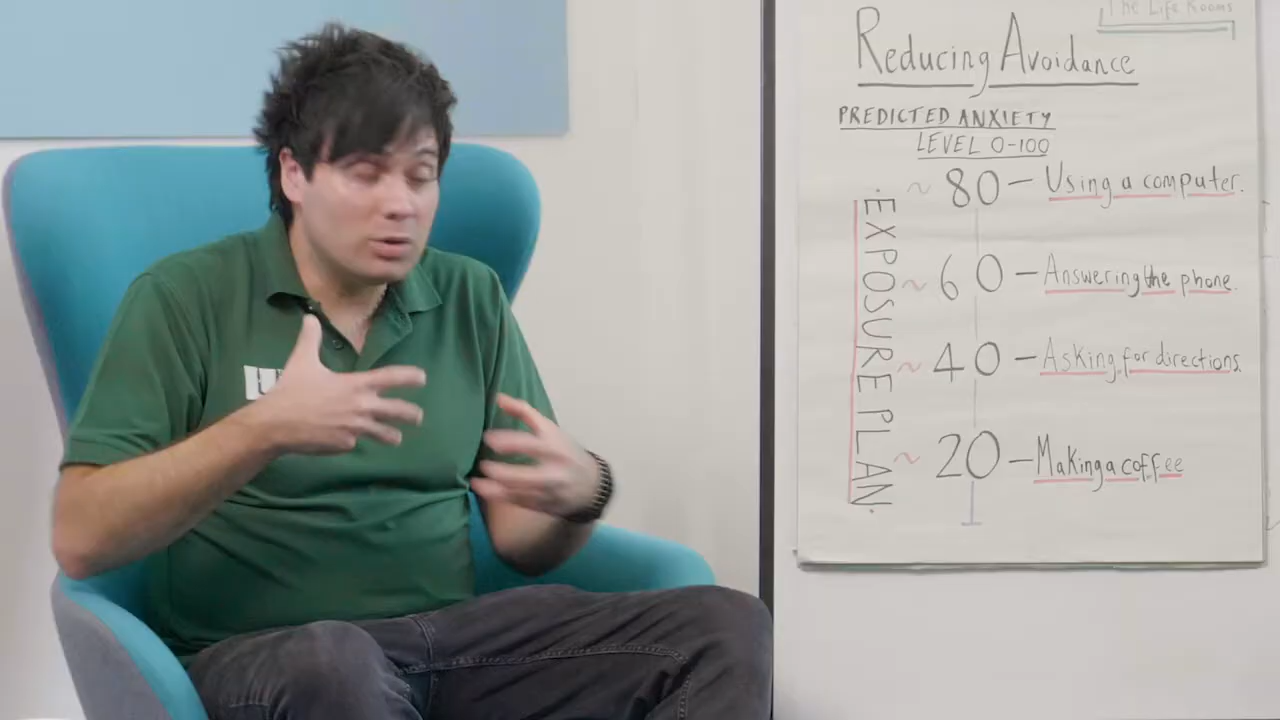 The Life Rooms
Reducing Avoidance
PREDICTED ANXIETY
LEVEL 0-100
EXPOSURE PLAN.
~ 80 – Using a computer.
~ 60 – Answering the phone.
~ 40 – Asking for directions.
~ 20 – Making a coffee